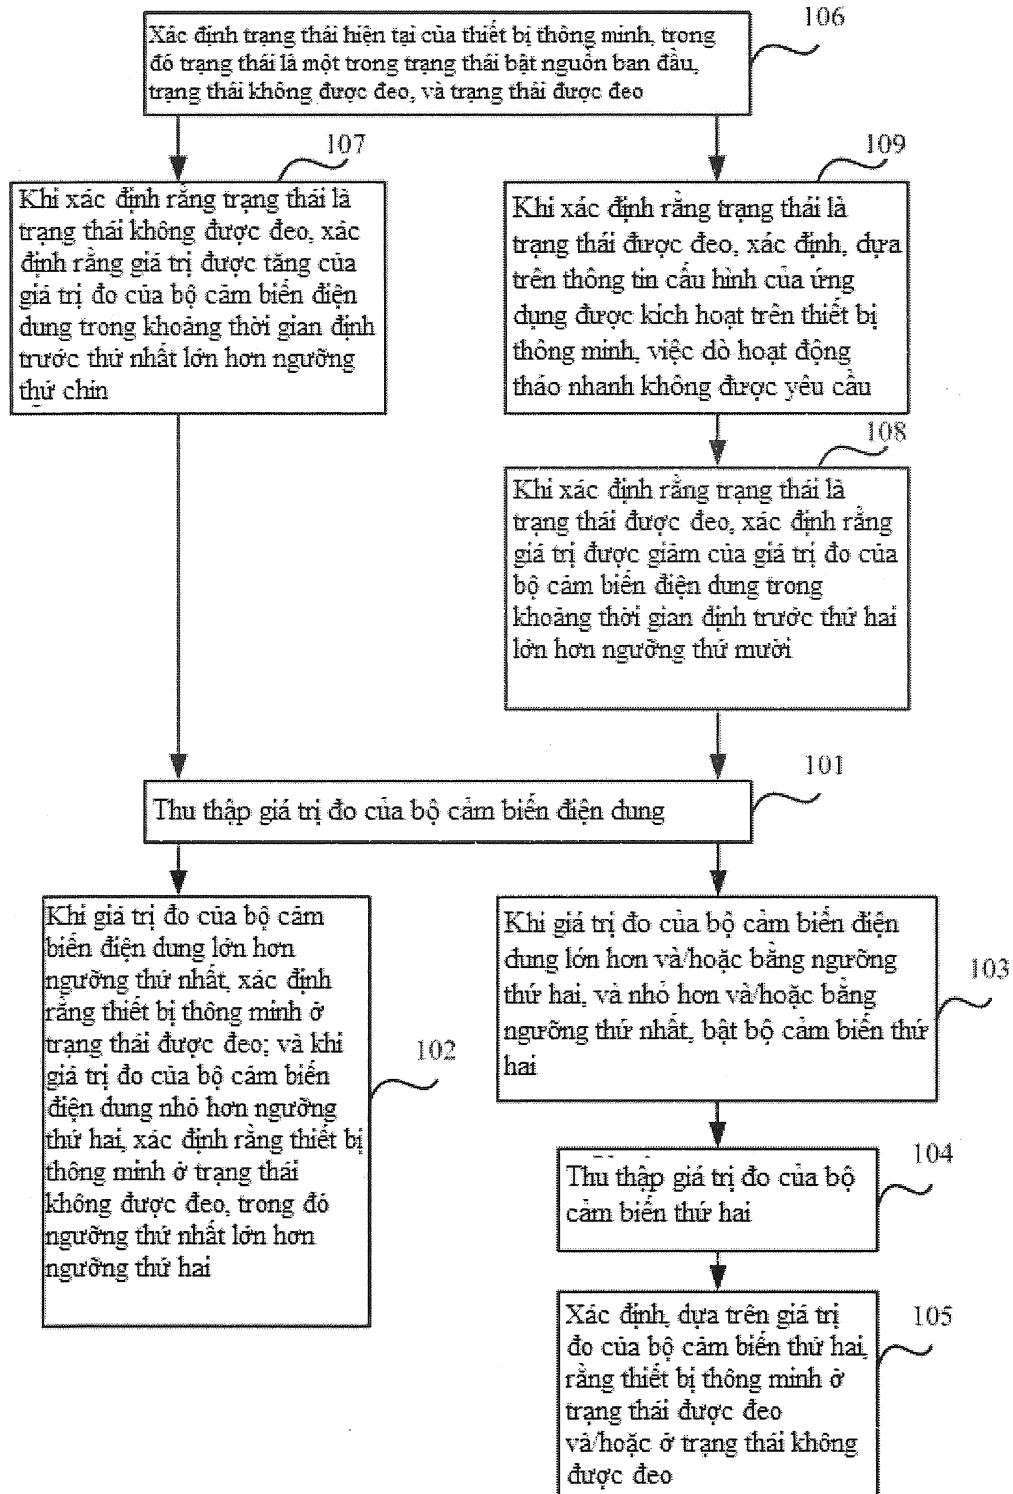 106
Xác định trạng thái hiện tại của thiết bị thông minh, trong
đó trạng thái là một trong trạng thái bật nguồn ban đầu,
trạng thái không được đeo, và trạng thái được đeo
107
Khi xác định rằng trạng thái là
trạng thái không được đeo, xác
định rằng giá trị được tăng của
giá trị đo của bộ cảm biến điện
dung trong khoảng thời gian định
trước thứ nhất lớn hơn ngưỡng
thứ chín
109
Khi xác định rằng trạng thái là
trạng thái được đeo, xác định, dựa
trên thông tin cấu hình của ứng
dụng được kích hoạt trên thiết bị
thông minh, việc dò hoạt động
tháo nhanh không được yêu cầu
108
Khi xác định rằng trạng thái là
trạng thái được đeo, xác định rằng
giá trị được giảm của giá trị đo của
bộ cảm biến điện dung trong
khoảng thời gian định trước thứ hai
lớn hơn ngưỡng thứ mười
101
Thu thập giá trị đo của bộ cảm biến điện dung
Khi giá trị đo của bộ cảm
biến điện dung lớn hơn
ngưỡng thứ nhất, xác định
rằng thiết bị thông minh ở
trạng thái được đeo; và khi
giá trị đo của bộ cảm biến
điện dung nhỏ hơn ngưỡng
thứ hai, xác định rằng thiết bị
thông minh ở trạng thái
không được đeo, trong đó
ngưỡng thứ nhất lớn hơn
ngưỡng thứ hai
102
Khi giá trị đo của bộ cảm biến điện
dung lớn hơn và/hoặc bằng ngưỡng
thứ hai, và nhỏ hơn và/hoặc bằng
ngưỡng thứ nhất, bật bộ cảm biến thứ
hai
103
Thu thập giá trị đo của bộ
cảm biến thứ hai
104
Xác định, dựa trên giá trị
đo của bộ cảm biến thứ hai,
rằng thiết bị thông minh ở
trạng thái được đeo
và/hoặc ở trạng thái không
được đeo
105